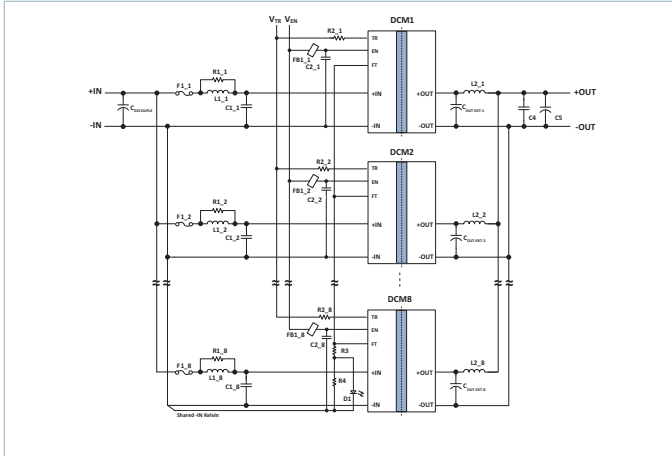 VTR VEN
R2_1
DCM1
TR
EN
FT
FB1_1
C2_1
R1_1
F1_1
L1_1
C1_1
+IN
-IN
CDECOUPLE
+IN
-IN
+OUT
-OUT
L2_1
COUT-EXT-1
C4
C5
+OUT
-OUT
DCM2
R2_2
TR
EN
FT
FB1_2
C2_2
R1_2
F1_2
L1_2
C1_2
+IN
-IN
+OUT
-OUT
L2_2
COUT-EXT-2
DCM8
R2_8
TR
EN
FT
FB1_8
C2_8
R3
R4
D1
R1_8
F1_8
L1_8
C1_8
+IN
-IN
+OUT
-OUT
L2_8
COUT-EXT-8
Shared -IN Kelvin